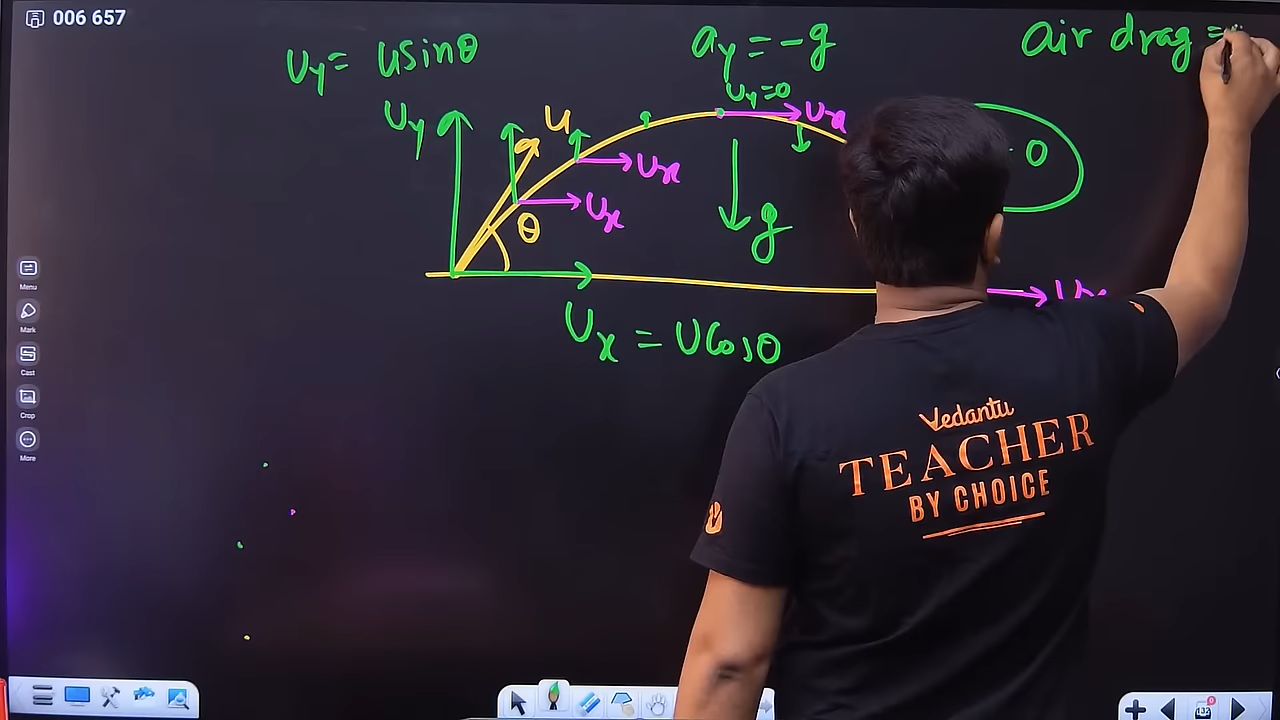 006 657
Uy = Usinθ
ay = -g
air drag =
Uy
U
Uy=0
Ux
Ux
Ux
θ
g
0
Ux = UCosθ
Menu
Mark
Cast
Crop
More
Vedantu
TEACHER
BY CHOICE